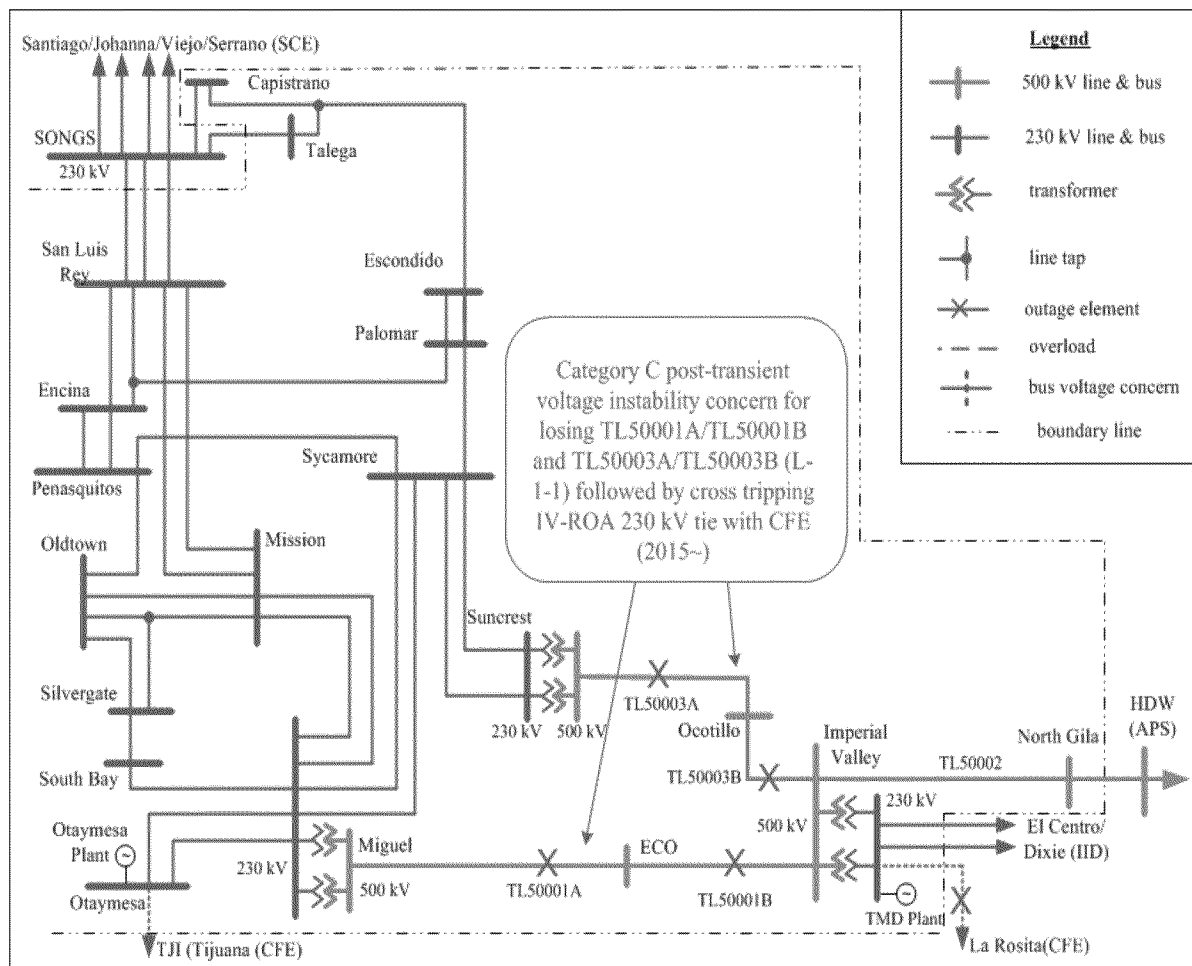 Santiago/Johanna/Viejo/Serrano (SCE)
Capistrano
SONGS
230 kV
Talega
San Luis
Rey
Escondido
Palomar
Encina
Penasquitos
Sycamore
Oldtown
Mission
Silvergate
South Bay
Suncrest
230 kV
500 kV
TL50003A
Ocotillo
TL50003B
Imperial
Valley
TL50002
North Gila
HDW
(APS)
230 kV
500 kV
El Centro/
Dixie (IID)
TMD Plant
La Rosita(CFE)
Otaymesa
Plant
~
Otaymesa
TJI (Tijuana (CFE)
230 kV
Miguel
500 kV
TL50001A
ECO
TL50001B
~
Category C post-transient
voltage instability concern for
losing TL50001A/TL50001B
and TL50003A/TL50003B (L-
1-1) followed by cross tripping
IV-ROA 230 kV tie with CFE
(2015~)
Legend
500 kV line & bus
230 kV line & bus
transformer
line tap
outage element
overload
bus voltage concern
boundary line